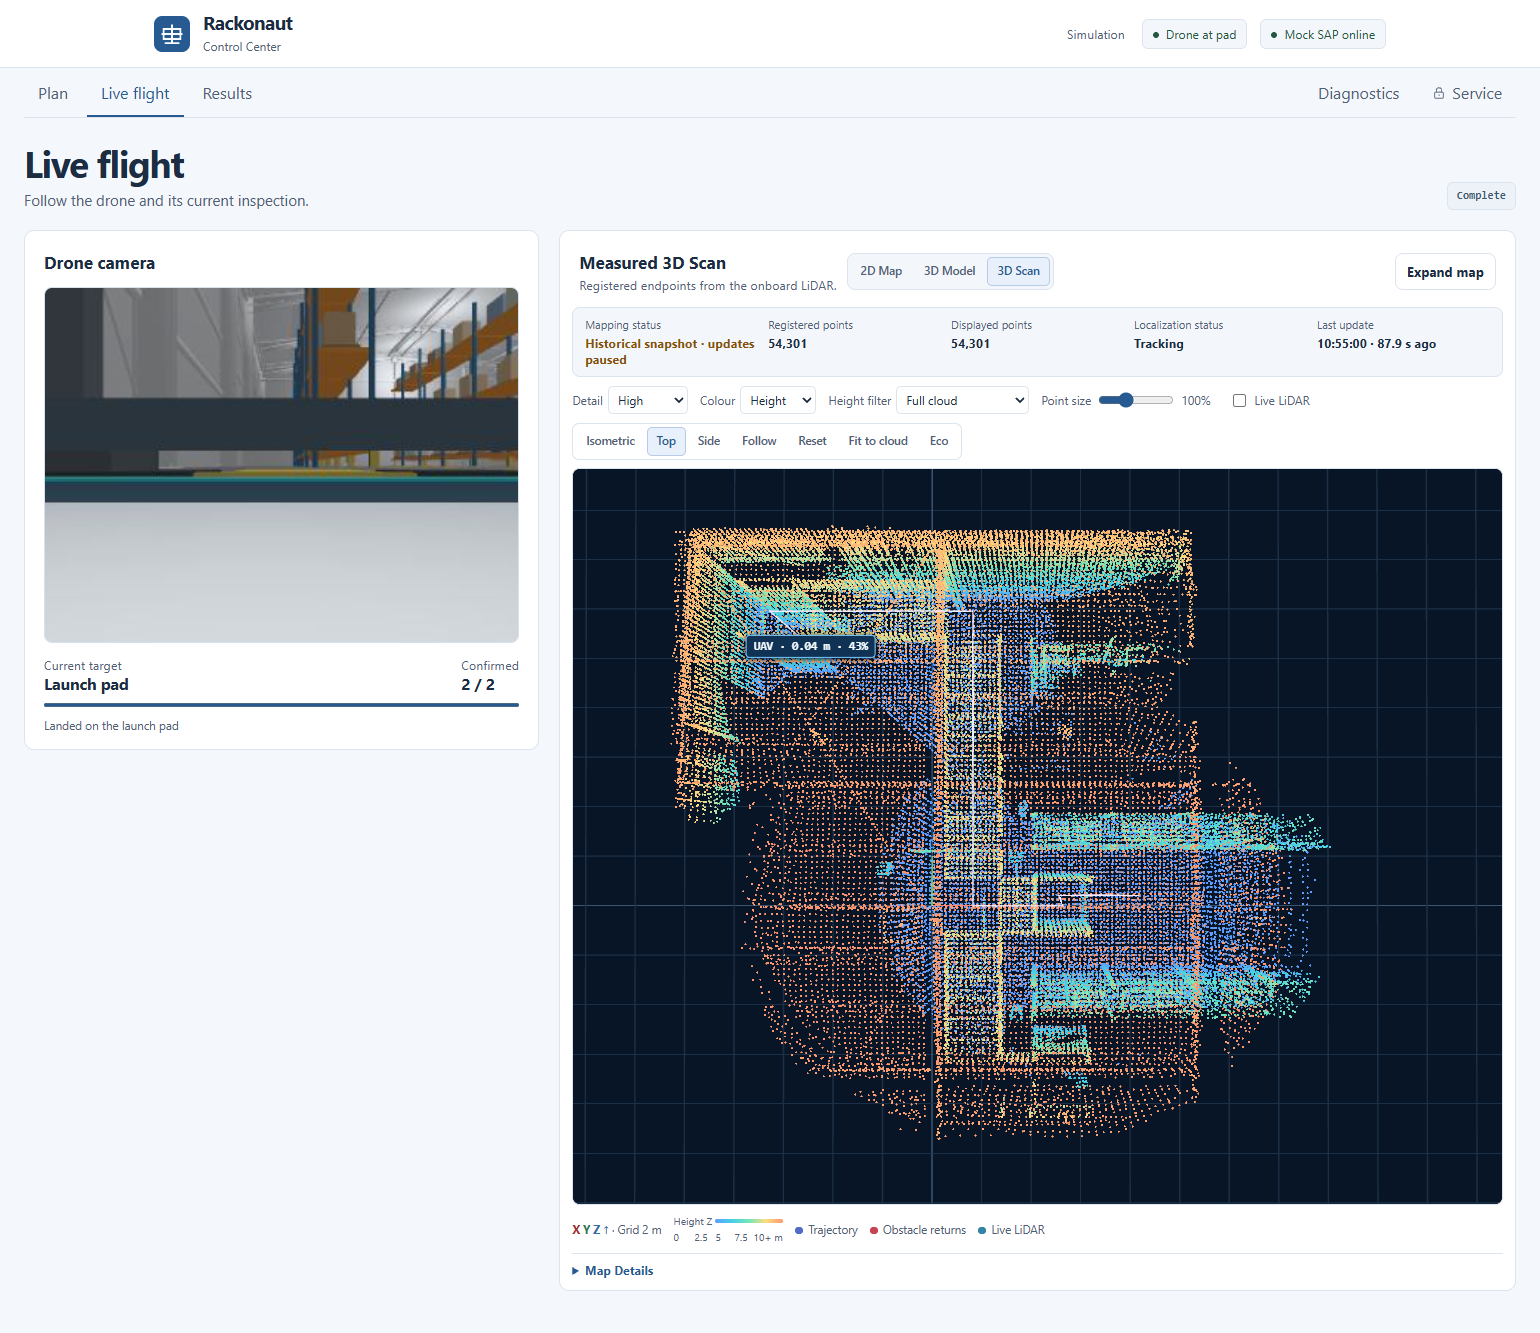 Rackonaut
Control Center
Simulation
Drone at pad
Mock SAP online
Plan
Live flight
Results
Diagnostics
Service
Live flight
Follow the drone and its current inspection.
Complete
Drone camera
Current target
Launch pad
Confirmed
2 / 2
Landed on the launch pad
Measured 3D Scan
Registered endpoints from the onboard LiDAR.
2D Map
3D Model
3D Scan
Expand map
Mapping status
Historical snapshot · updates
paused
Registered points
54,301
Displayed points
54,301
Localization status
Tracking
Last update
10:55:00 · 87.9 s ago
Detail
High
Colour
Height
Height filter
Full cloud
Point size
100%
Live LiDAR
Isometric
Top
Side
Follow
Reset
Fit to cloud
Eco
UAV · 0.04 m · 43%
X Y Z ↑ · Grid 2 m
Height Z
0 2.5 5 7.5 10+ m
Trajectory
Obstacle returns
Live LiDAR
Map Details